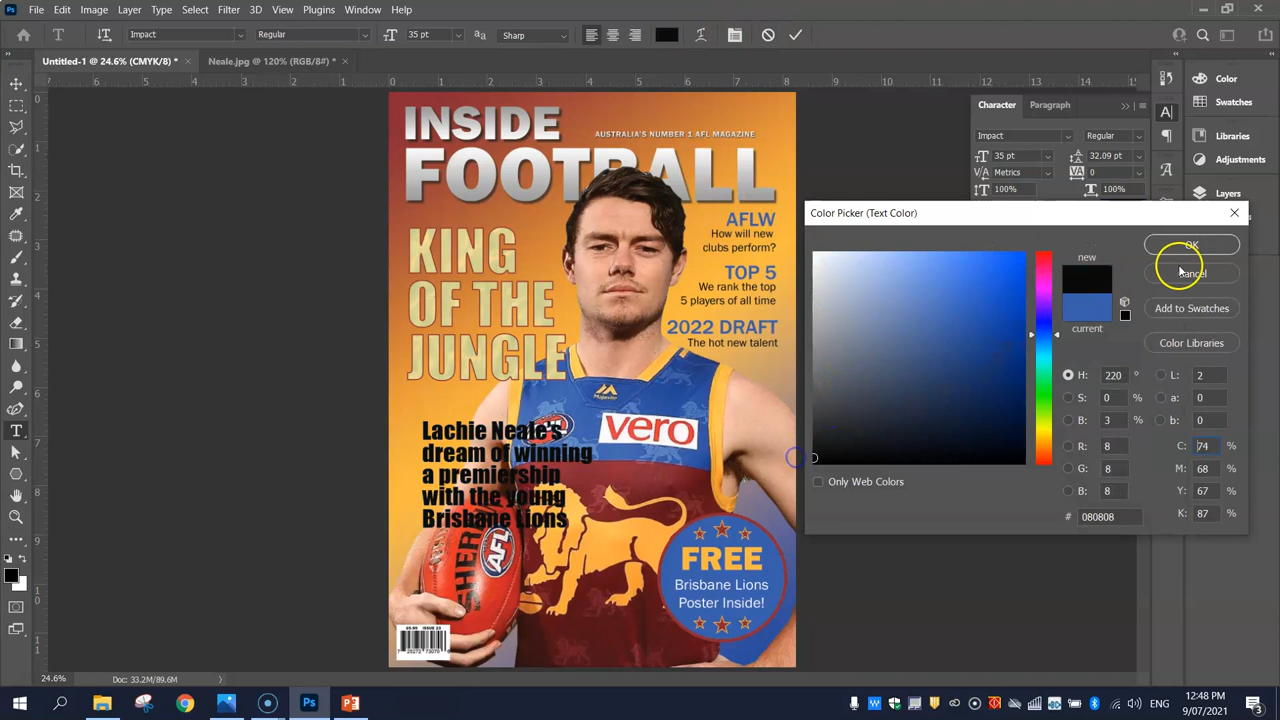 File Edit Image Layer Type Select Filter 3D View Plugins Window Help
Impact Regular 35 pt Sharp
Untitled-1 @ 24.6% (CMYK/8) * Neale.jpg @ 120% (RGB/8#) *
INSIDE
AUSTRALIA'S NUMBER 1 AFL MAGAZINE
FOOTBALL
KING
OF THE
JUNGLE
AFLW
How will new
clubs perform?
TOP 5
We rank the top
5 players of all time
2022 DRAFT
The hot new talent
Majestic
vero
Lachie Neale's
dream of winning
a premiership
with the young
Brisbane Lions
SHERRIN
AFL
FREE
Brisbane Lions
Poster Inside!
$5.95 ISSUE 23
Character Paragraph
Impact Regular
35 pt 32.09 pt
Metrics 0
100% 100%
Color
Swatches
Libraries
Adjustments
Layers
Color Picker (Text Color)
new
current
OK
Cancel
Add to Swatches
Color Libraries
H: 220 ° L: 2
S: 0 % a: 0
B: 3 % b: 0
R: 8 C: 74 %
G: 8 M: 68 %
B: 8 Y: 67 %
# 080808 K: 87 %
Only Web Colors
24.6% Doc: 33.2M/89.6M
ENG
12:48 PM
9/07/2021